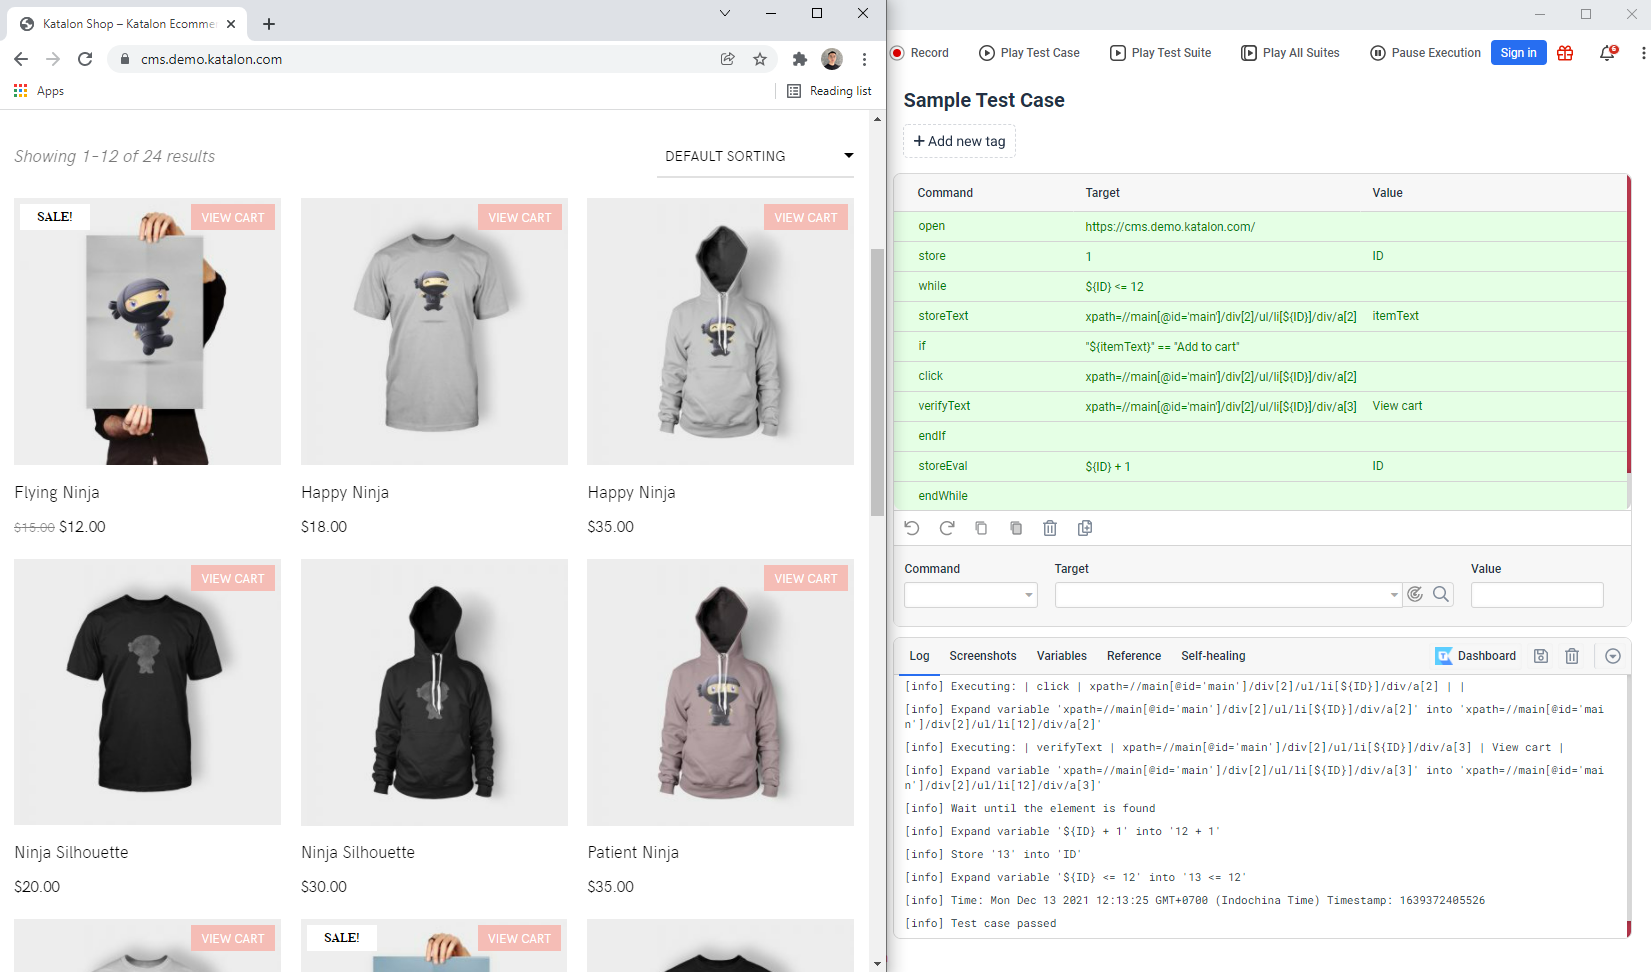 Katalon Shop – Katalon Ecomme
cms.demo.katalon.com
Apps
Reading list
Showing 1–12 of 24 results
DEFAULT SORTING
SALE!
VIEW CART
VIEW CART
VIEW CART
Flying Ninja
Happy Ninja
Happy Ninja
$15.00 $12.00
$18.00
$35.00
VIEW CART
VIEW CART
Ninja Silhouette
Ninja Silhouette
Patient Ninja
$20.00
$30.00
$35.00
VIEW CART
SALE!
VIEW CART
Record
Play Test Case
Play Test Suite
Play All Suites
Pause Execution
Sign in
6
Sample Test Case
+ Add new tag
Command Target Value
open https://cms.demo.katalon.com/
store 1 ID
while ${ID} <= 12
storeText xpath=//main[@id='main']/div[2]/ul/li[${ID}]/div/a[2] itemText
if "${itemText}" == "Add to cart"
click xpath=//main[@id='main']/div[2]/ul/li[${ID}]/div/a[2]
verifyText xpath=//main[@id='main']/div[2]/ul/li[${ID}]/div/a[3] View cart
endIf
storeEval ${ID} + 1 ID
endWhile
Command Target Value
Log Screenshots Variables Reference Self-healing Dashboard
[info] Executing: | click | xpath=//main[@id='main']/div[2]/ul/li[${ID}]/div/a[2] | |
[info] Expand variable 'xpath=//main[@id='main']/div[2]/ul/li[${ID}]/div/a[2]' into 'xpath=//main[@id='mai
n']/div[2]/ul/li[12]/div/a[2]'
[info] Executing: | verifyText | xpath=//main[@id='main']/div[2]/ul/li[${ID}]/div/a[3] | View cart |
[info] Expand variable 'xpath=//main[@id='main']/div[2]/ul/li[${ID}]/div/a[3]' into 'xpath=//main[@id='mai
n']/div[2]/ul/li[12]/div/a[3]'
[info] Wait until the element is found
[info] Expand variable '${ID} + 1' into '12 + 1'
[info] Store '13' into 'ID'
[info] Expand variable '${ID} <= 12' into '13 <= 12'
[info] Time: Mon Dec 13 2021 12:13:25 GMT+0700 (Indochina Time) Timestamp: 1639372405526
[info] Test case passed